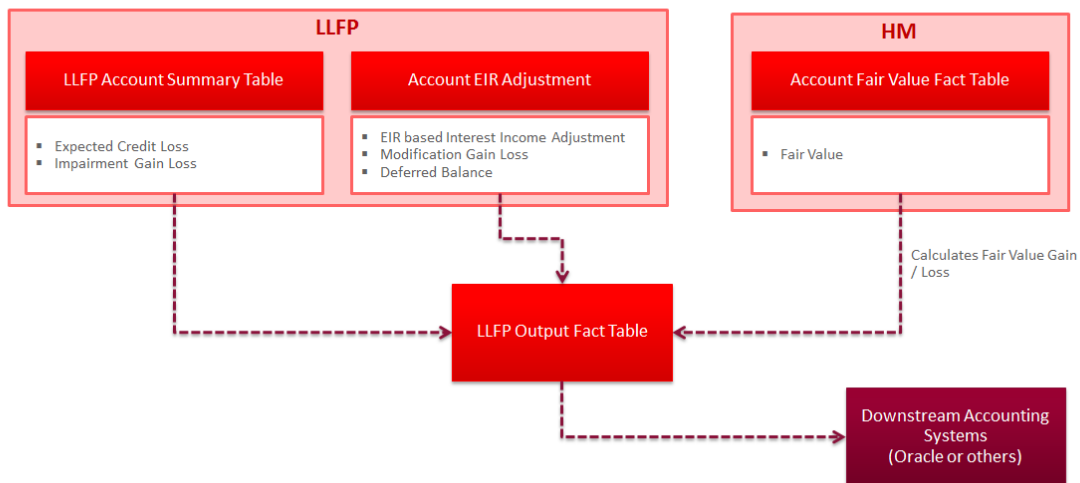 LLFP
LLFP Account Summary Table
▪ Expected Credit Loss
▪ Impairment Gain Loss
Account EIR Adjustment
▪ EIR based Interest Income Adjustment
▪ Modification Gain Loss
▪ Deferred Balance
HM
Account Fair Value Fact Table
▪ Fair Value
Calculates Fair Value Gain
/ Loss
LLFP Output Fact Table
Downstream Accounting
Systems
(Oracle or others)